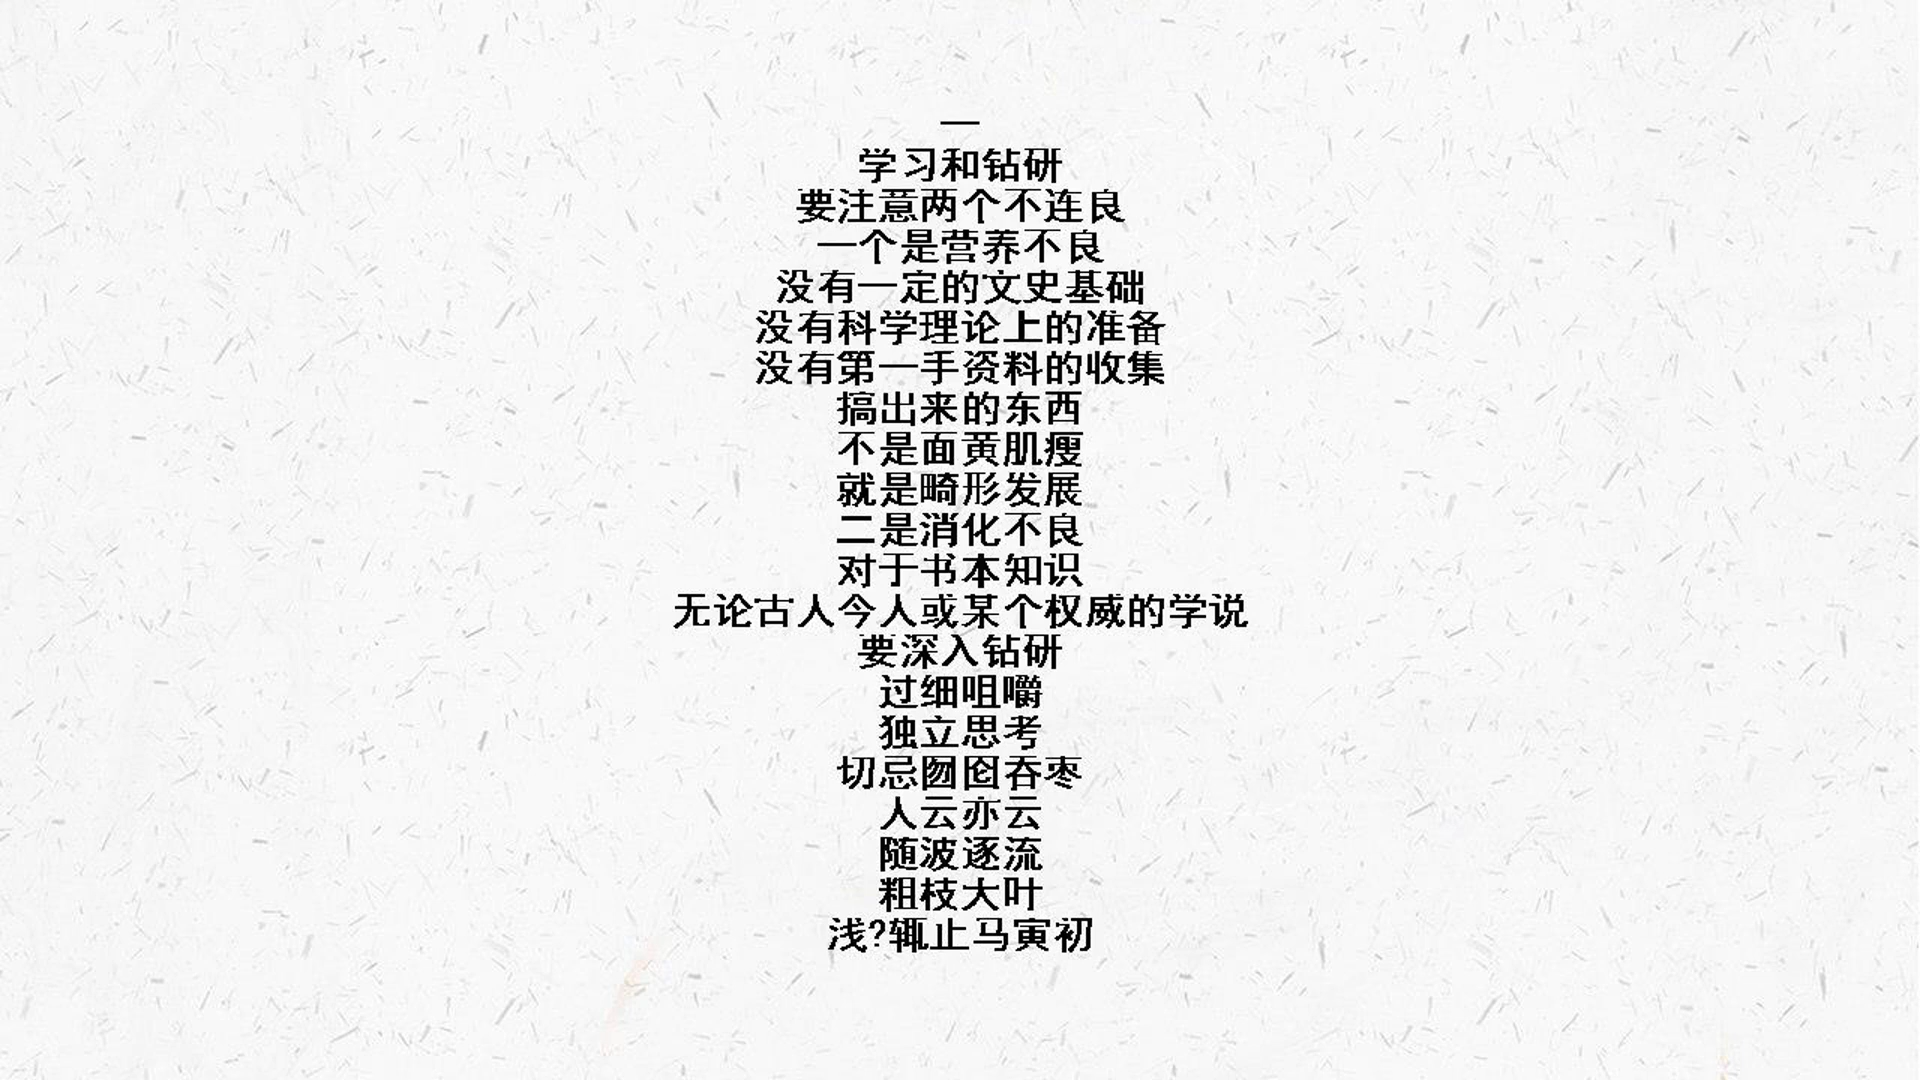 一
学习和钻研
要注意两个不连良
一个是营养不良
没有一定的文史基础
没有科学理论上的准备
没有第一手资料的收集
搞出来的东西
不是面黄肌瘦
就是畸形发展
二是消化不良
对于书本知识
无论古人今人或某个权威的学说
要深入钻研
过细咀嚼
独立思考
切忌囫囵吞枣
人云亦云
随波逐流
粗枝大叶
浅?辄止马寅初